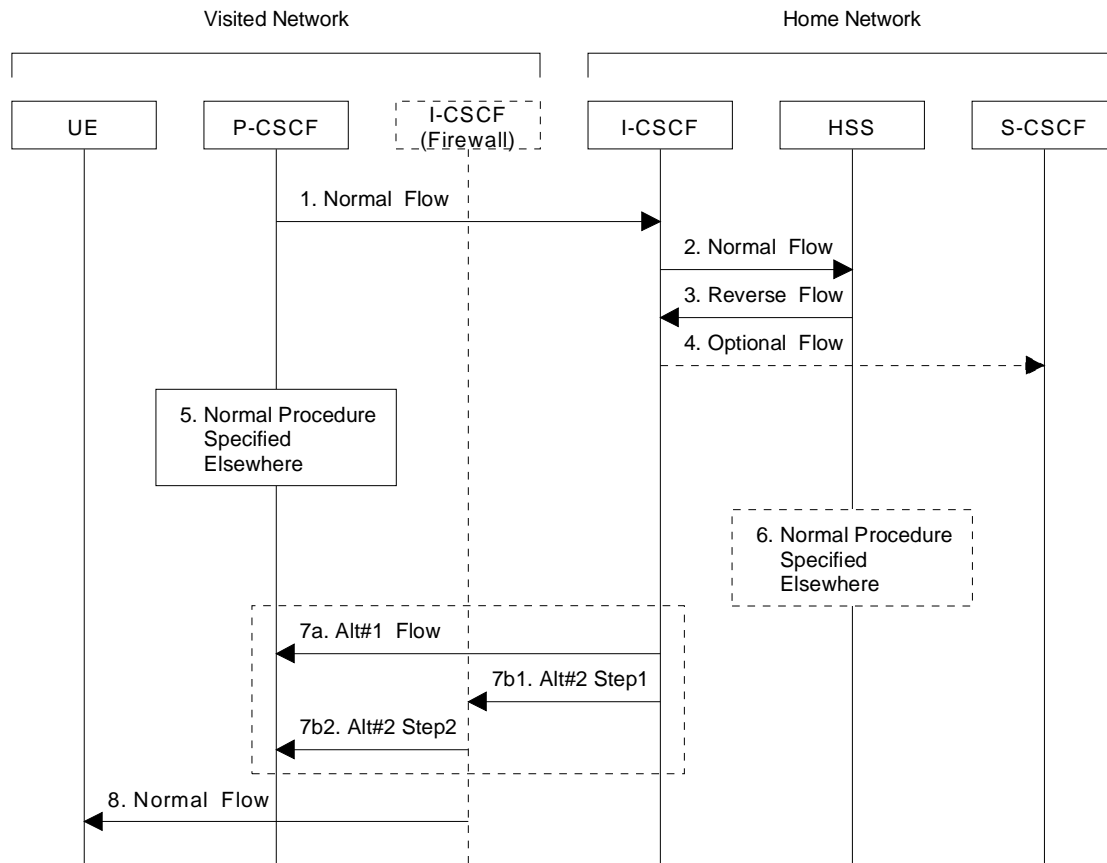 Visited Network
Home Network
UE
P-CSCF
I-CSCF
(Firewall)
I-CSCF
HSS
S-CSCF
1. Normal Flow
2. Normal Flow
3. Reverse Flow
4. Optional Flow
5. Normal Procedure
Specified
Elsewhere
6. Normal Procedure
Specified
Elsewhere
7a. Alt#1 Flow
7b1. Alt#2 Step1
7b2. Alt#2 Step2
8. Normal Flow